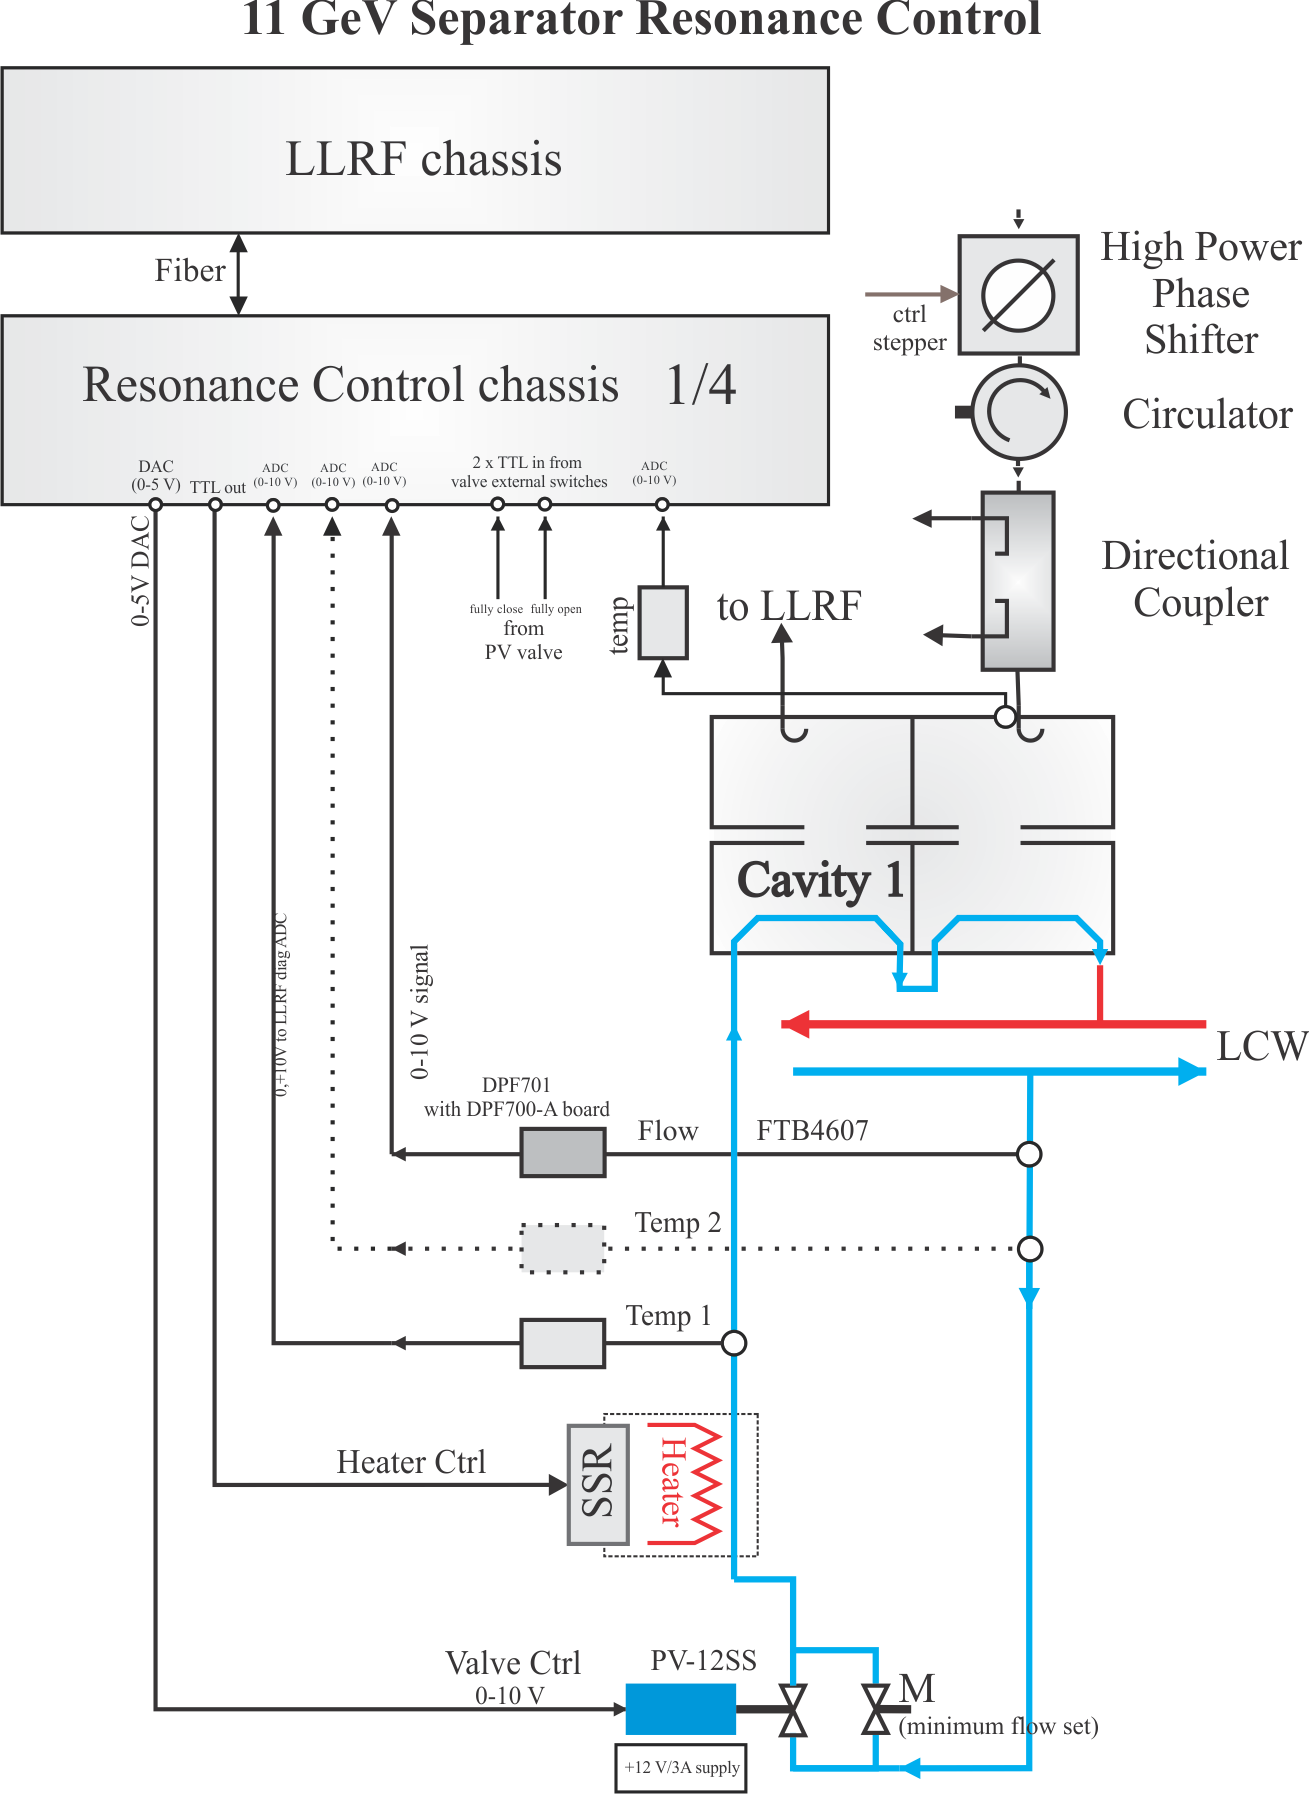 11 GeV Separator Resonance Control
LLRF chassis
Fiber
High Power
Phase
Shifter
ctrl
stepper
Resonance Control chassis 1/4
Circulator
DAC
(0-5 V)
TTL out
ADC
(0-10 V)
ADC
(0-10 V)
ADC
(0-10 V)
2 x TTL in from
valve external switches
ADC
(0-10 V)
0-5V DAC
Directional
Coupler
fully close fully open
from
PV valve
temp
to LLRF
Cavity 1
0,+10V to LLRF diag ADC
0-10 V signal
LCW
DPF701
with DPF700-A board
Flow
FTB4607
Temp 2
Temp 1
Heater Ctrl
SSR
Heater
Valve Ctrl
0-10 V
PV-12SS
M
(minimum flow set)
+12 V/3A supply